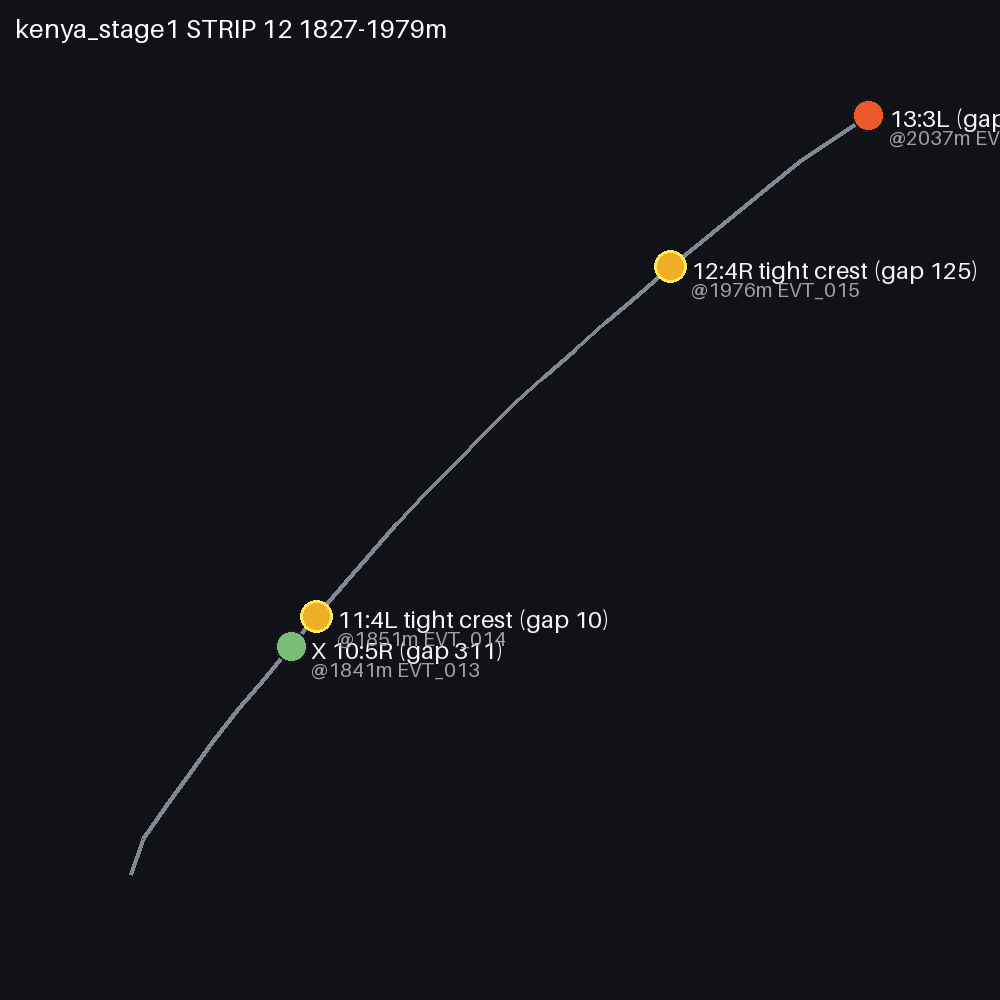 kenya_stage1 STRIP 12 1827-1979m
13:3L (gap
@2037m EV
12:4R tight crest (gap 125)
@1976m EVT_015
11:4L tight crest (gap 10)
@1851m EVT_014
X 10:5R (gap 311)
@1841m EVT_013